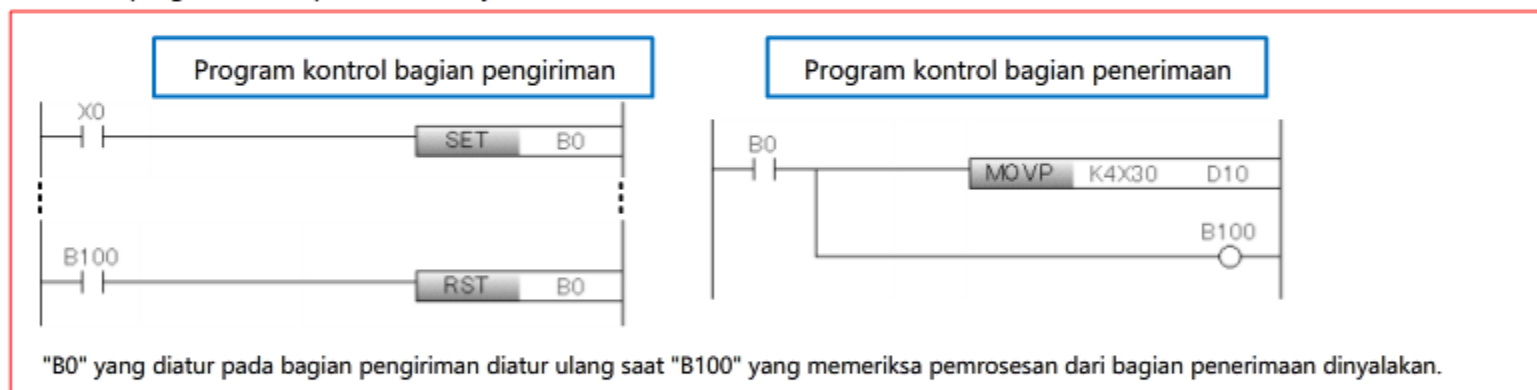 Program kontrol bagian pengiriman
Program kontrol bagian penerimaan
X0
SET B0
B100
RST B0
B0
MOVP K4X30 D10
B100
"B0" yang diatur pada bagian pengiriman diatur ulang saat "B100" yang memeriksa pemrosesan dari bagian penerimaan dinyalakan.